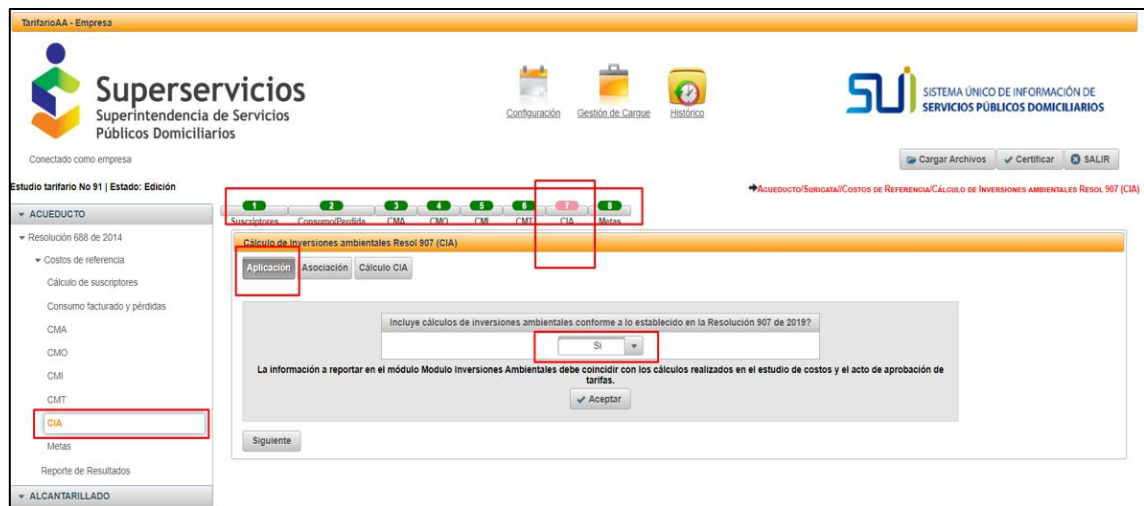 TarifarioAA - Empresa
Superservicios
Superintendencia de Servicios
Públicos Domiciliarios
Configuración
Gestión de Cargue
Histórico
SUI
SISTEMA ÚNICO DE INFORMACIÓN DE
SERVICIOS PÚBLICOS DOMICILIARIOS
Conectado como empresa
Cargar Archivos
Certificar
SALIR
Estudio tarifario No 91 | Estado: Edición
ACUEDUCTO/SURICATA//COSTOS DE REFERENCIA/CÁLCULO DE INVERSIONES AMBIENTALES RESOL 907 (CIA)
ACUEDUCTO
Resolución 688 de 2014
Costos de referencia
Cálculo de suscriptores
Consumo facturado y pérdidas
CMA
CMO
CMI
CMT
CIA
Metas
Reporte de Resultados
ALCANTARILLADO
1 2 3 4 5 6 7 8
Suscriptores Consumo/Perdida CMA CMO CMI CMT CIA Metas
Cálculo de Inversiones ambientales Resol 907 (CIA)
Aplicación Asociación Cálculo CIA
Incluye cálculos de inversiones ambientales conforme a lo establecido en la Resolución 907 de 2019?
Si
La información a reportar en el módulo Modulo Inversiones Ambientales debe coincidir con los cálculos realizados en el estudio de costos y el acto de aprobación de
tarifas.
Aceptar
Siguiente